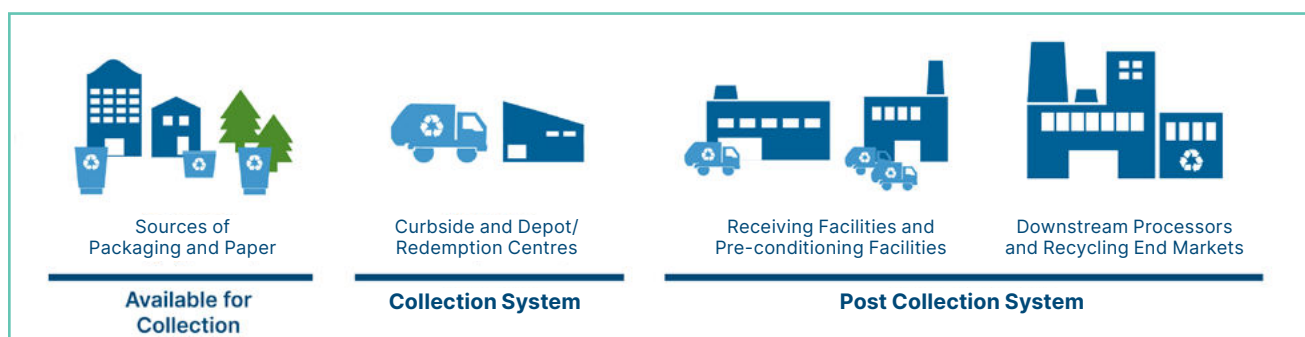 Sources of
Packaging and Paper
Curbside and Depot/
Redemption Centres
Receiving Facilities and
Pre-conditioning Facilities
Downstream Processors
and Recycling End Markets
Available for
Collection
Collection System
Post Collection System